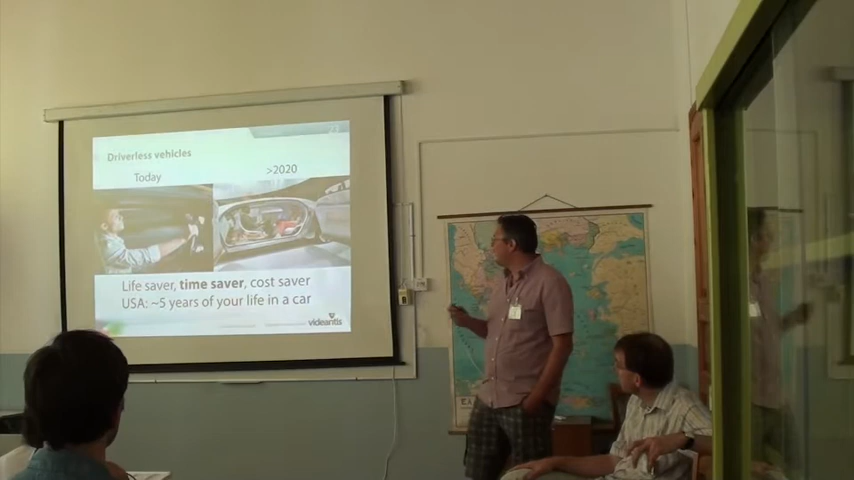 Driverless vehicles
Today
>2020
Life saver, time saver, cost saver
USA: ~5 years of your life in a car
videantis